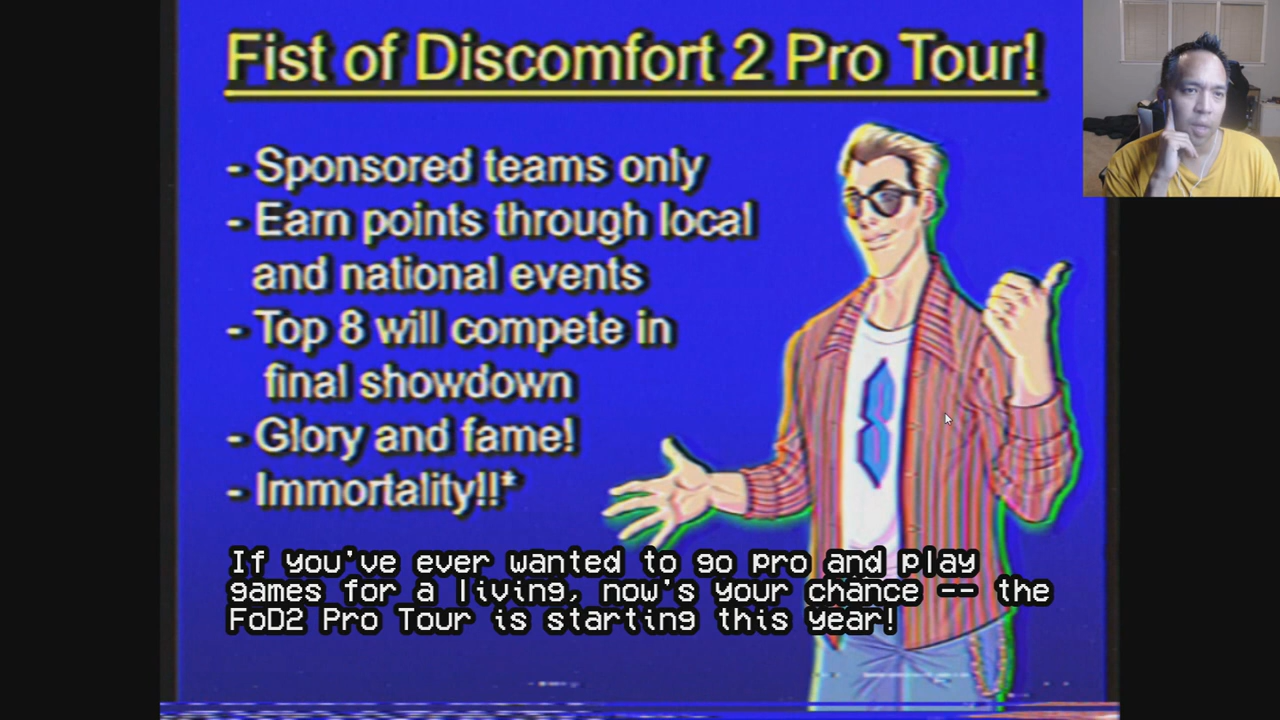 Fist of Discomfort 2 Pro Tour!
- Sponsored teams only
- Earn points through local
and national events
- Top 8 will compete in
final showdown
- Glory and fame!
- Immortality!!*
If you've ever wanted to go pro and play
games for a living, now's your chance -- the
FoD2 Pro Tour is starting this year!